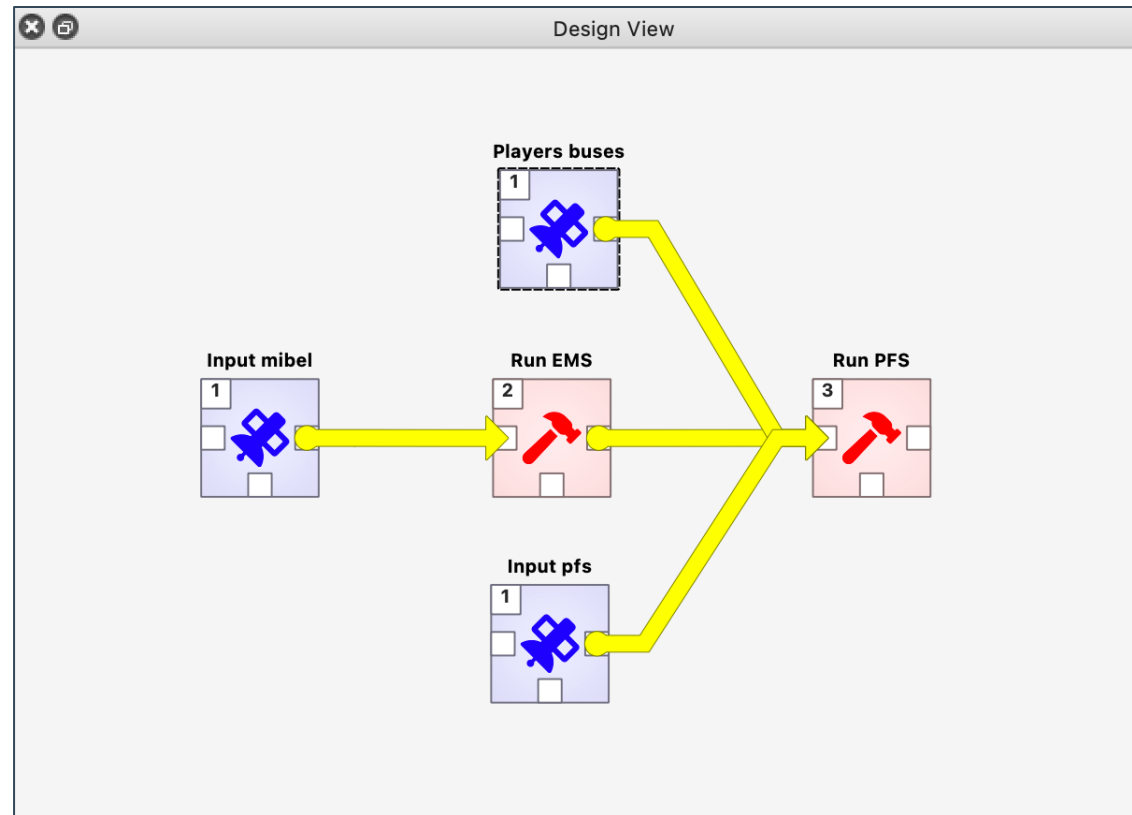 Design View
Players buses
1
Input mibel
1
Run EMS
2
Run PFS
3
Input pfs
1